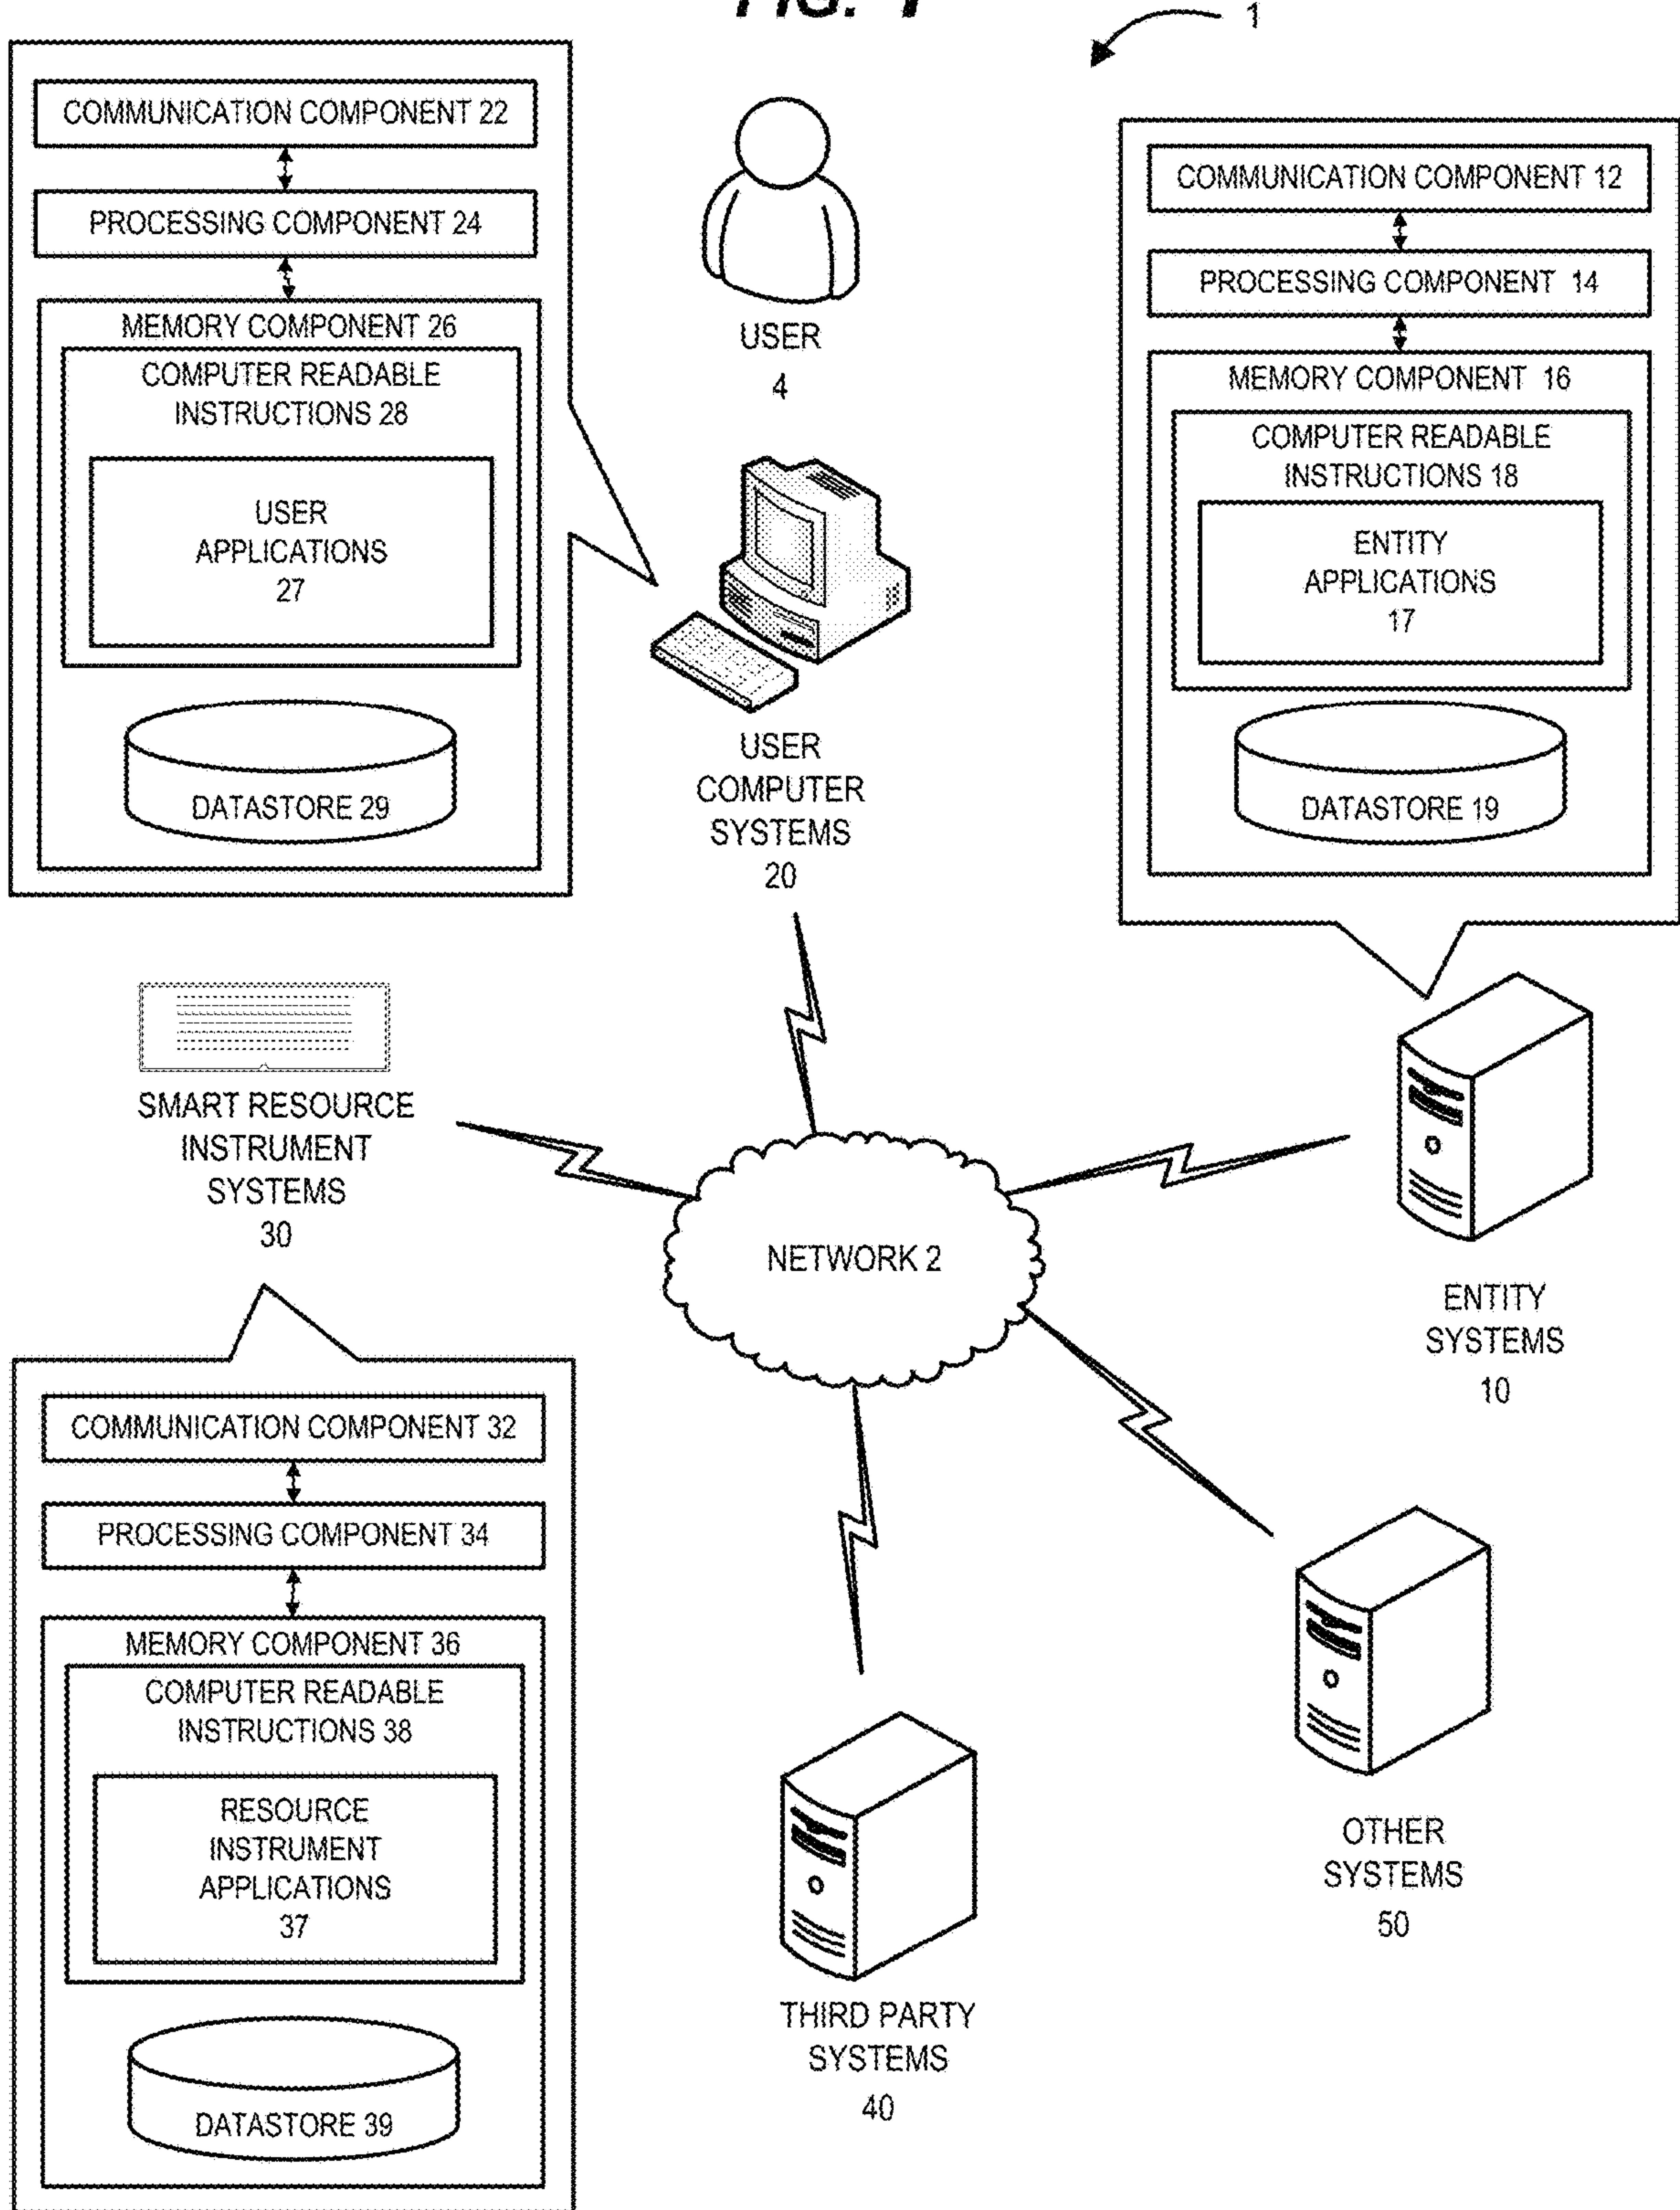 FIG. 1
1
COMMUNICATION COMPONENT 22
PROCESSING COMPONENT 24
MEMORY COMPONENT 26
COMPUTER READABLE
INSTRUCTIONS 28
USER
APPLICATIONS
27
DATASTORE 29
USER
4
USER
COMPUTER
SYSTEMS
20
COMMUNICATION COMPONENT 12
PROCESSING COMPONENT 14
MEMORY COMPONENT 16
COMPUTER READABLE
INSTRUCTIONS 18
ENTITY
APPLICATIONS
17
DATASTORE 19
SMART RESOURCE
INSTRUMENT
SYSTEMS
30
NETWORK 2
ENTITY
SYSTEMS
10
COMMUNICATION COMPONENT 32
PROCESSING COMPONENT 34
MEMORY COMPONENT 36
COMPUTER READABLE
INSTRUCTIONS 38
RESOURCE
INSTRUMENT
APPLICATIONS
37
DATASTORE 39
THIRD PARTY
SYSTEMS
40
OTHER
SYSTEMS
50